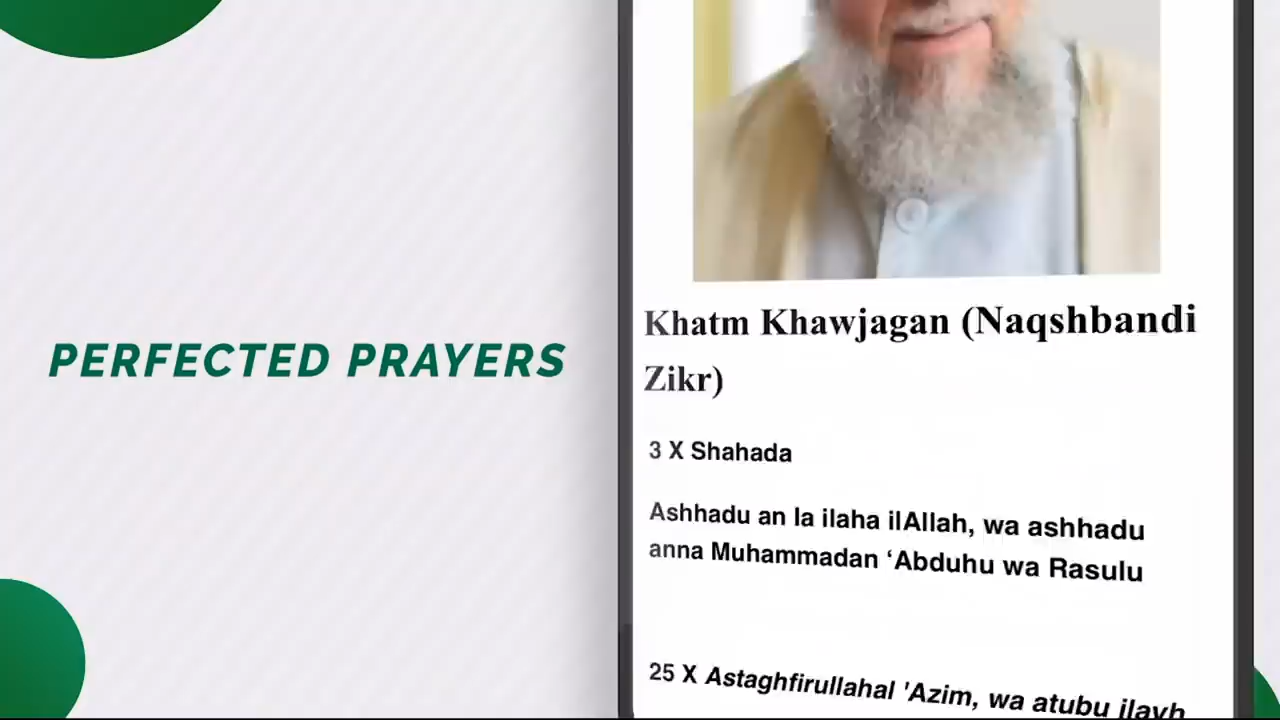 PERFECTED PRAYERS
Khatm Khawjagan (Naqshbandi
Zikr)
3 X Shahada
Ashhadu an la ilaha ilAllah, wa ashhadu
anna Muhammadan ‘Abduhu wa Rasulu
25 X Astaghfirullahal 'Azim, wa atubu ilayh